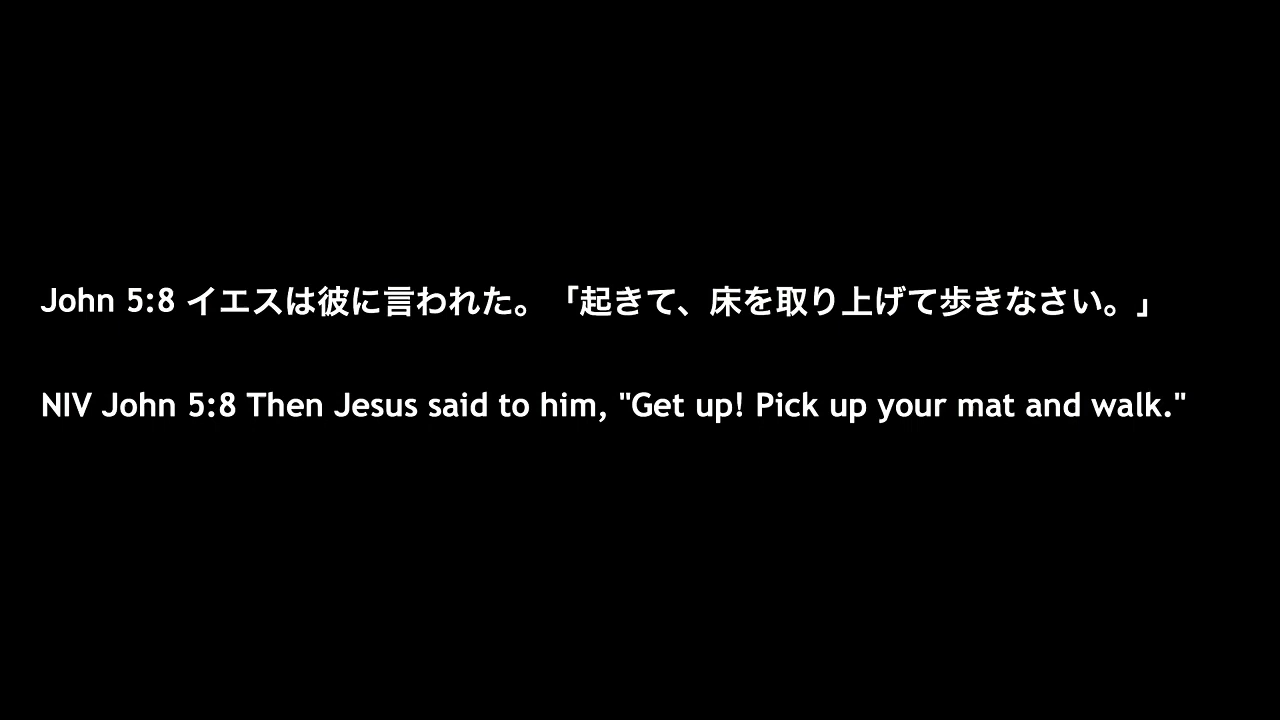 John 5:8 イエスは彼に言われた。「起きて、床を取り上げて歩きなさい。」
NIV John 5:8 Then Jesus said to him, "Get up! Pick up your mat and walk."